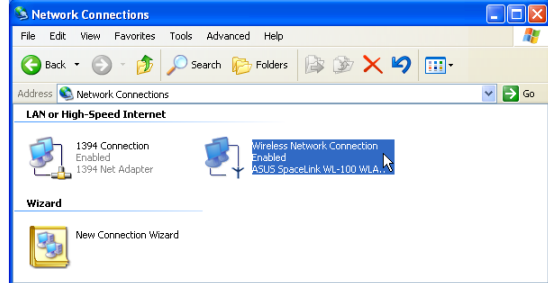 Network Connections
File Edit View Favorites Tools Advanced Help
Back Search Folders
Address Network Connections Go
LAN or High-Speed Internet
1394 Connection
Enabled
1394 Net Adapter
Wireless Network Connection
Enabled
ASUS SpaceLink WL-100 WLA...
Wizard
New Connection Wizard